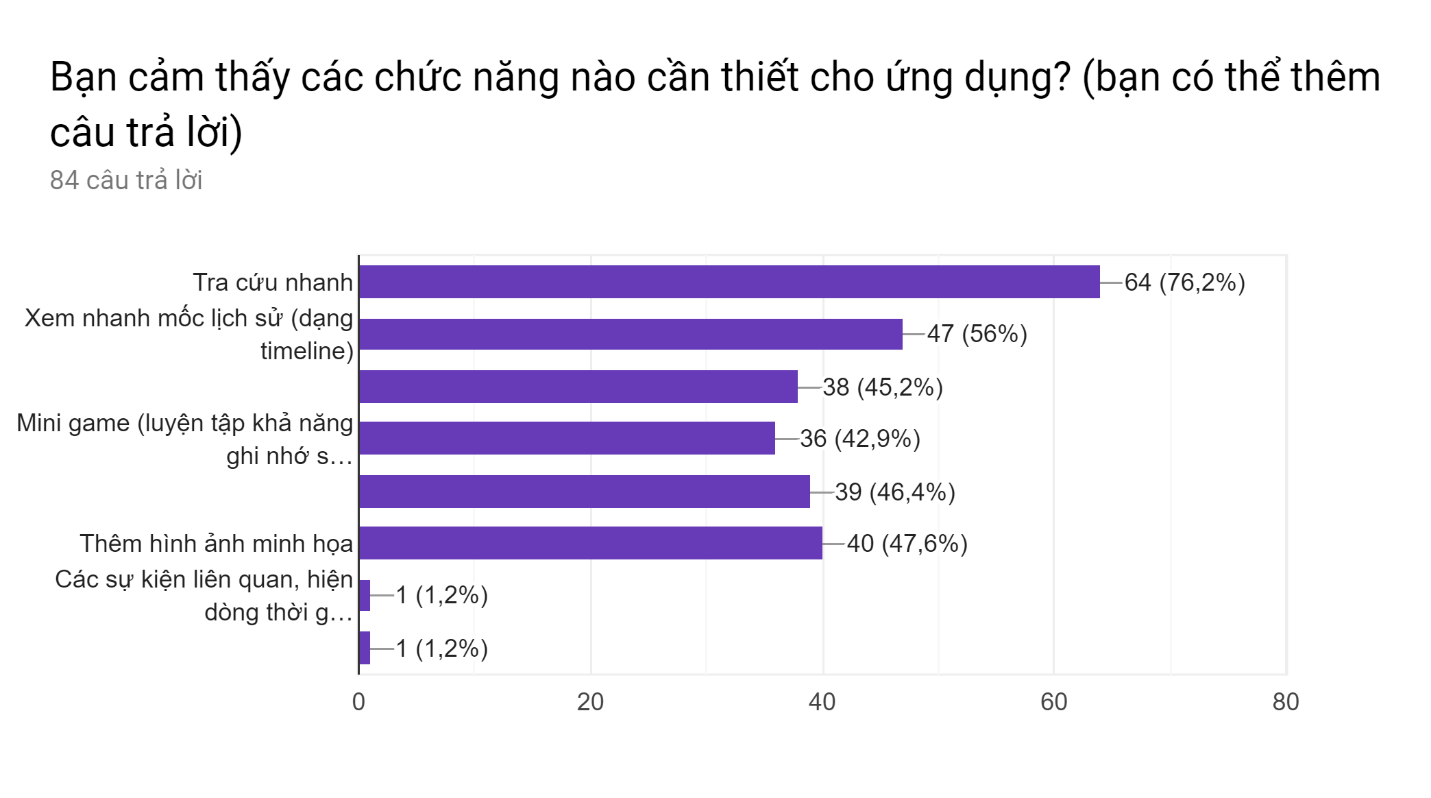 Bạn cảm thấy các chức năng nào cần thiết cho ứng dụng? (bạn có thể thêm
câu trả lời)
84 câu trả lời
Tra cứu nhanh
64 (76,2%)
Xem nhanh mốc lịch sử (dạng
timeline)
47 (56%)
38 (45,2%)
Mini game (luyện tập khả năng
ghi nhớ s…
36 (42,9%)
39 (46,4%)
Thêm hình ảnh minh họa
40 (47,6%)
Các sự kiện liên quan, hiện
dòng thời g…
1 (1,2%)
1 (1,2%)
0
20
40
60
80